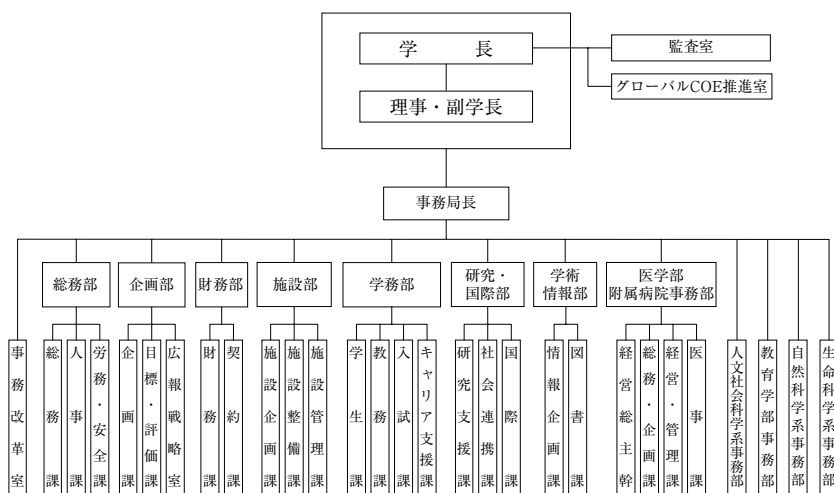 学 長
監査室
グローバルCOE推進室
理事・副学長
事務局長
総務部
企画部
財務部
施設部
学務部
研究・
国際部
学術
情報部
医学部
附属病院事務部
事務改革室
総務課
人事課
労務・安全課
企画課
目標・評価課
広報戦略室
財務課
契約課
施設企画課
施設整備課
施設管理課
学生課
教務課
入試課
キャリア支援課
研究支援課
社会連携課
国際課
情報企画課
図書課
経営総主幹
総務・企画課
経営・管理課
医事課
人文社会科学系事務部
教育学部事務部
自然科学系事務部
生命科学系事務部